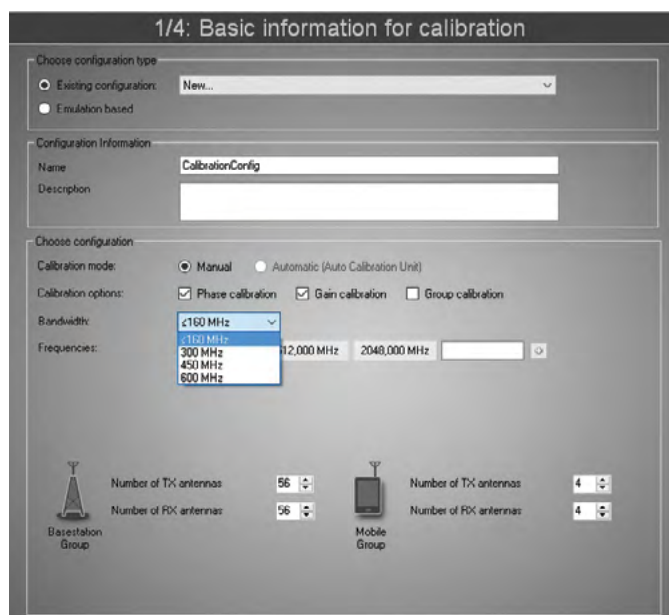 1/4: Basic information for calibration
Choose configuration type
Existing configuration: New...
Emulation based
Configuration Information
Name CalibrationConfig
Description
Choose configuration
Calibration mode: Manual Automatic (Auto Calibration Unit)
Calibration options: Phase calibration Gain calibration Group calibration
Bandwidth: ≤160 MHz
≤160 MHz
Frequencies: 12,000 MHz 2048,000 MHz
300 MHz
450 MHz
600 MHz
Number of TX antennas 56 Number of TX antennas 4
Number of RX antennas 56 Number of RX antennas 4
Basestation Mobile
Group Group